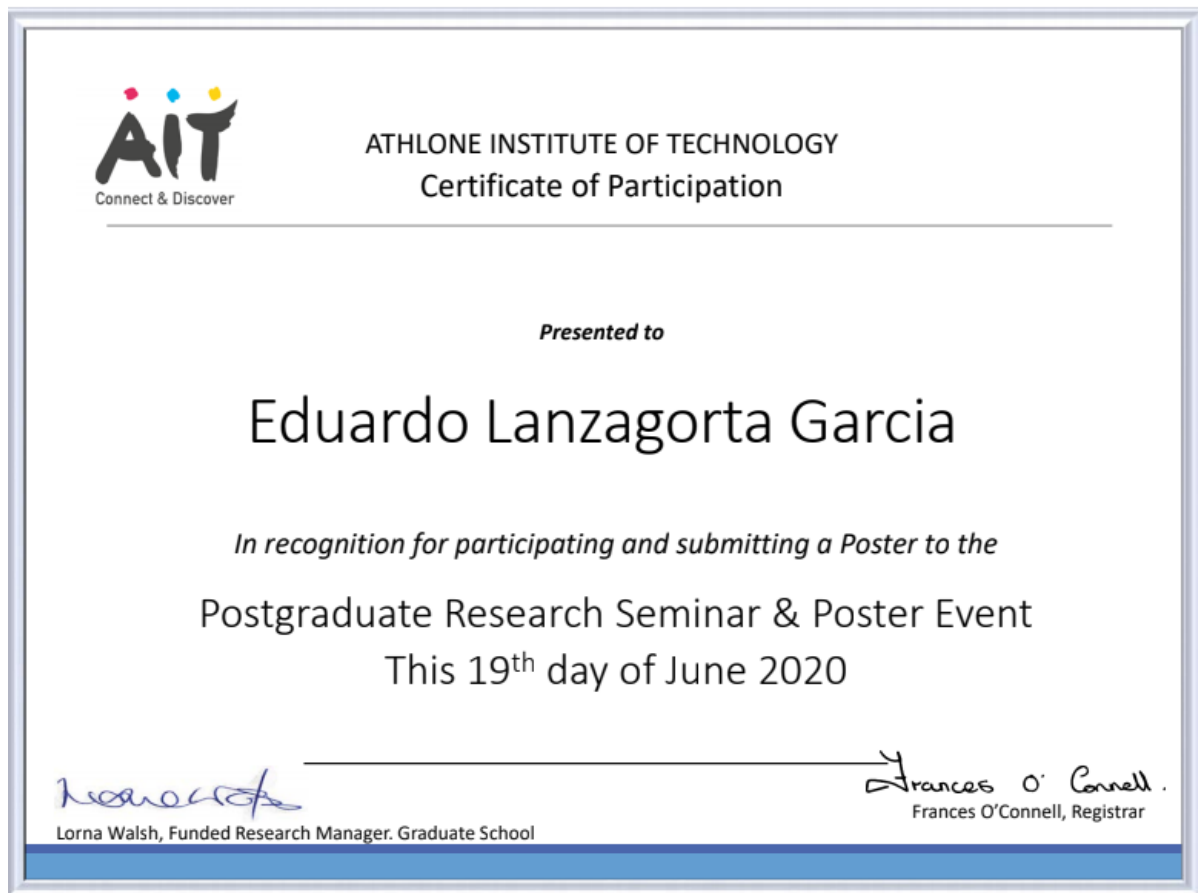 AIT
Connect & Discover
ATHLONE INSTITUTE OF TECHNOLOGY
Certificate of Participation
Presented to
Eduardo Lanzagorta Garcia
In recognition for participating and submitting a Poster to the
Postgraduate Research Seminar & Poster Event
This 19th day of June 2020
Frances O' Connell.
Lorna Walsh, Funded Research Manager. Graduate School
Frances O'Connell, Registrar